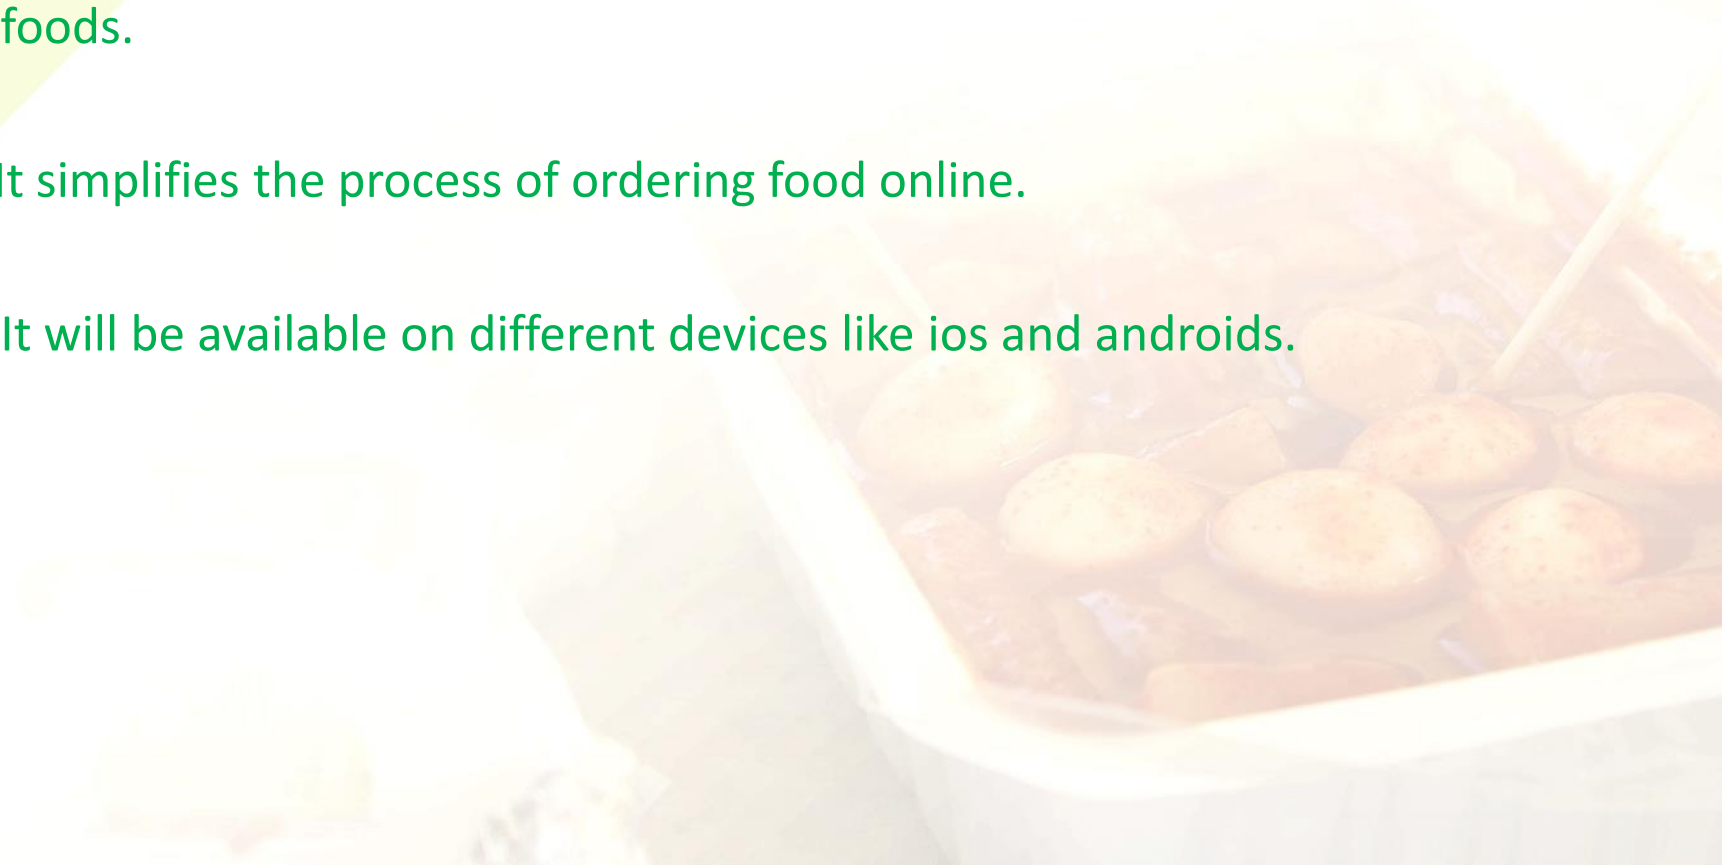 foods.
It simplifies the process of ordering food online.
It will be available on different devices like ios and androids.